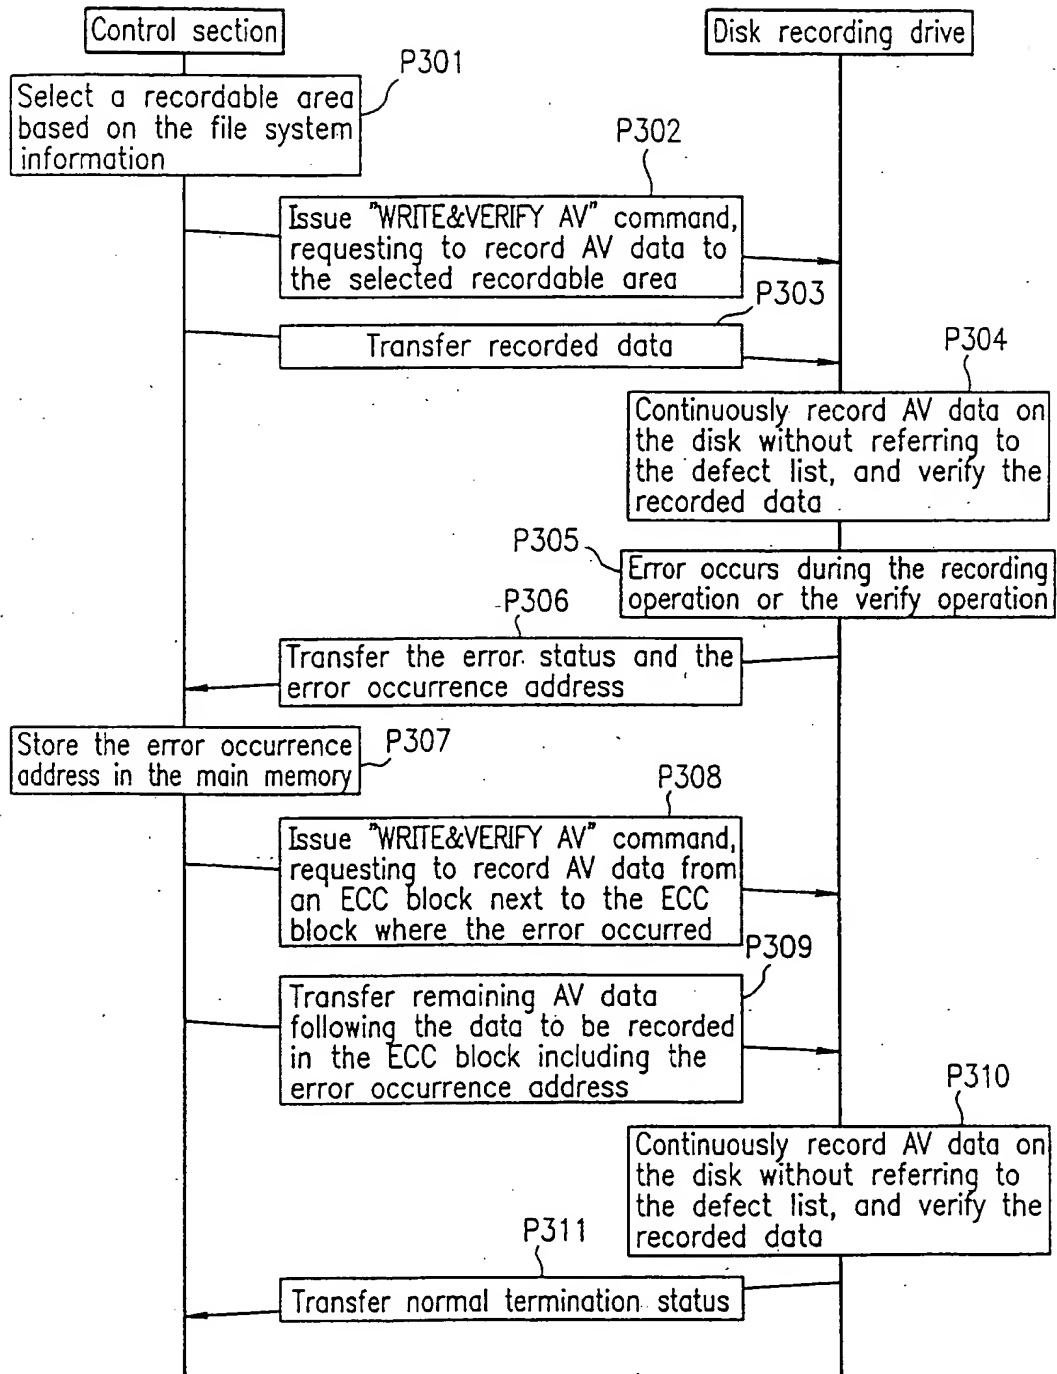 Control section
Disk recording drive
P301
Select a recordable area
based on the file system
information
P302
Issue "WRITE&VERIFY AV" command,
requesting to record AV data to
the selected recordable area
P303
Transfer recorded data
P304
Continuously record AV data on
the disk without referring to
the defect list, and verify the
recorded data
P305
Error occurs during the recording
operation or the verify operation
P306
Transfer the error status and the
error occurrence address
Store the error occurrence
address in the main memory
P307
P308
Issue "WRITE&VERIFY AV" command,
requesting to record AV data from
an ECC block next to the ECC
block where the error occurred
P309
Transfer remaining AV data
following the data to be recorded
in the ECC block including the
error occurrence address
P310
Continuously record AV data on
the disk without referring to
the defect list, and verify the
recorded data
P311
Transfer normal termination status